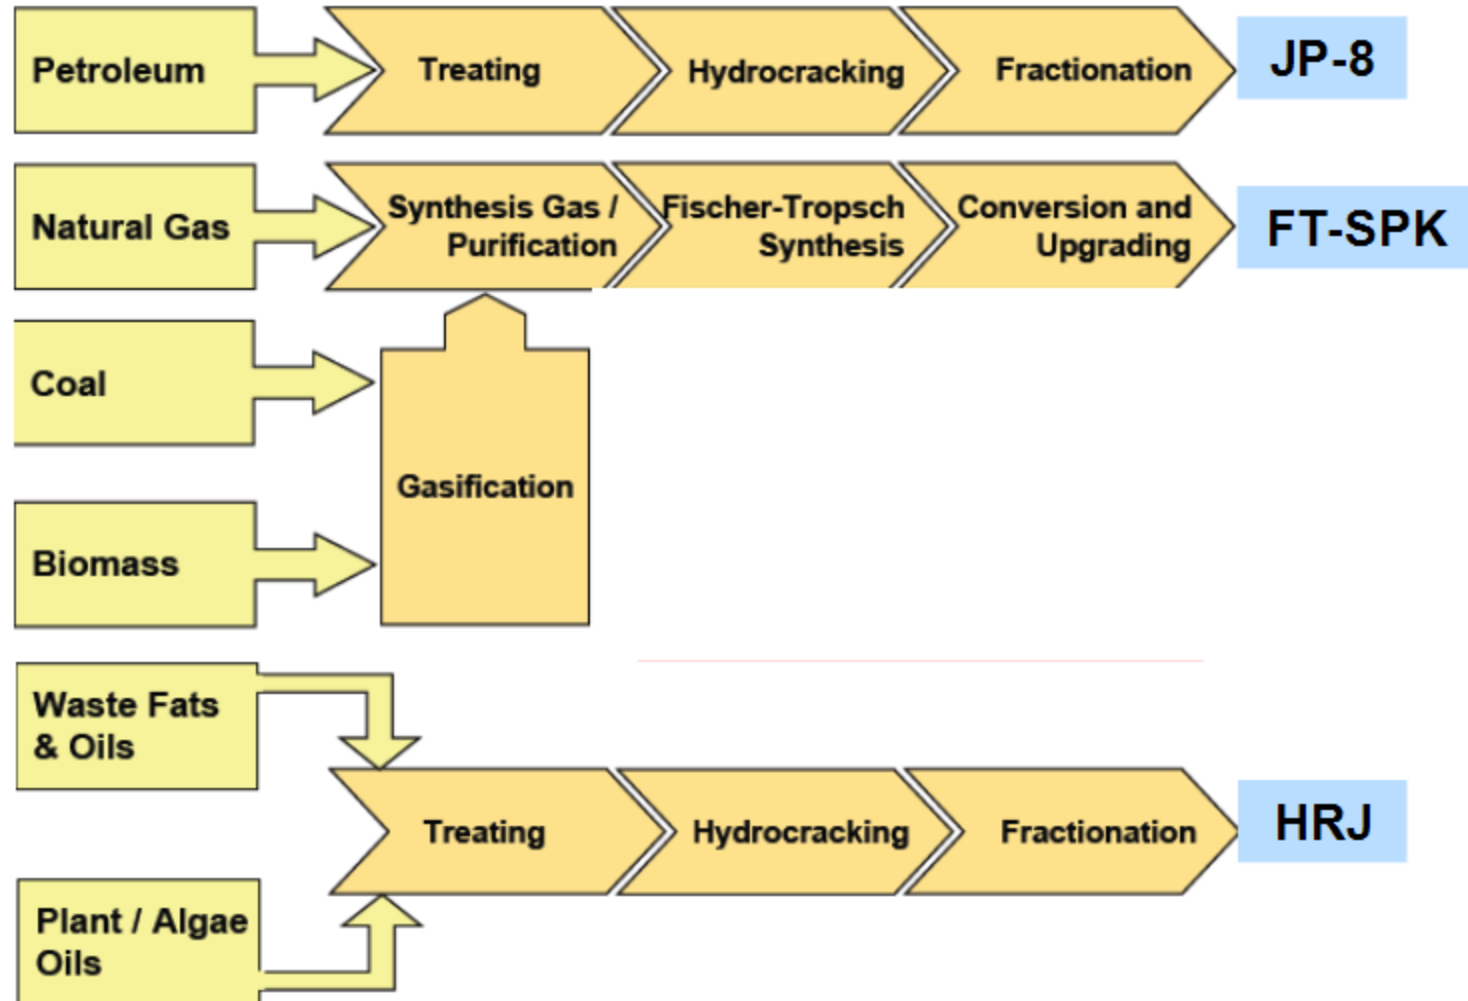 Petroleum
Treating
Hydrocracking
Fractionation
JP-8
Natural Gas
Synthesis Gas /
Purification
Fischer-Tropsch
Synthesis
Conversion and
Upgrading
FT-SPK
Coal
Gasification
Biomass
Waste Fats
& Oils
Treating
Hydrocracking
Fractionation
HRJ
Plant / Algae
Oils